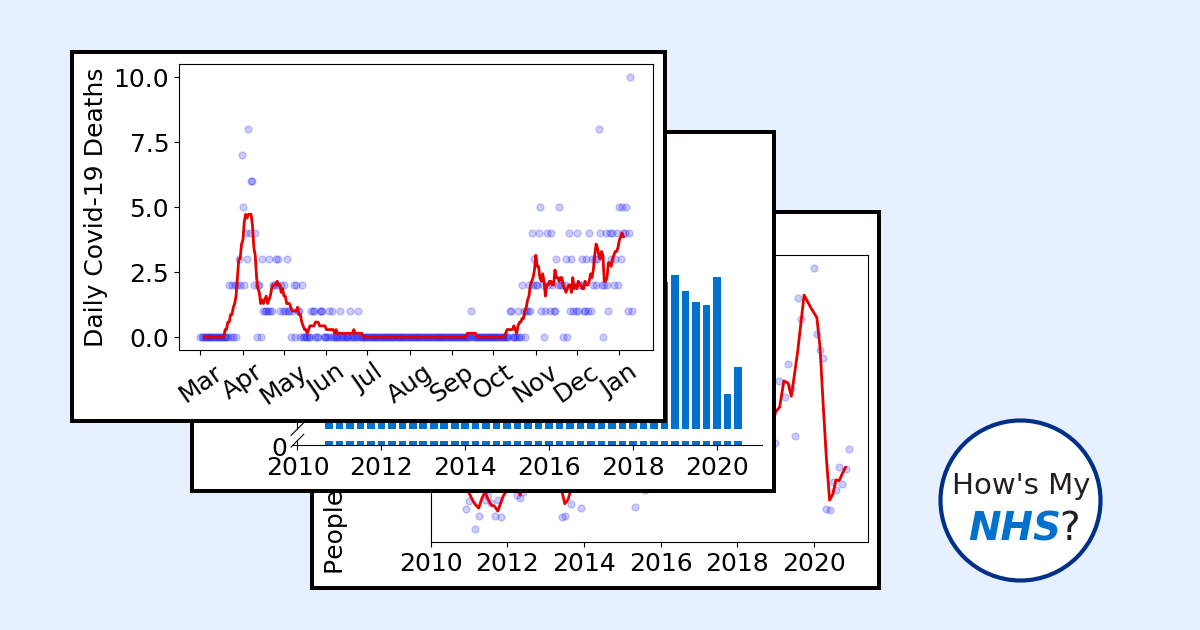 Daily Covid-19 Deaths
10.0
7.5
5.0
2.5
0.0
Mar Apr May Jun Jul Aug Sep Oct Nov Dec Jan
0
2010 2012 2014 2016 2018 2020
People
2010 2012 2014 2016 2018 2020
How's My
NHS?